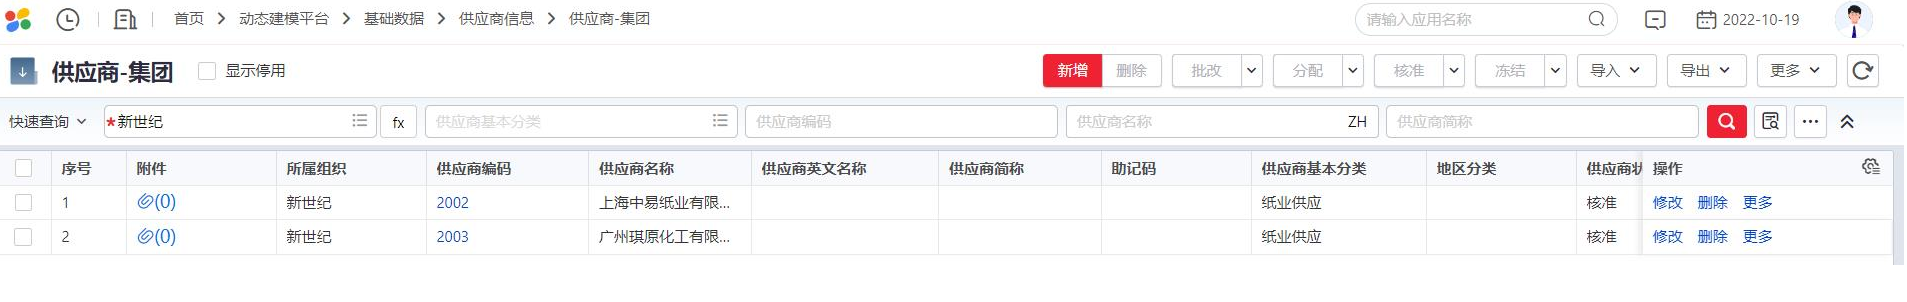 首页 动态建模平台 基础数据 供应商信息 供应商-集团 请输入应用名称 2022-10-19
供应商-集团 显示停用 新增 删除 批改 分配 核准 冻结 导入 导出 更多
快速查询 *新世纪 fx 供应商基本分类 供应商编码 供应商名称 ZH 供应商简称
序号 附件 所属组织 供应商编码 供应商名称 供应商英文名称 供应商简称 助记码 供应商基本分类 地区分类 供应商状 操作
1 (0) 新世纪 2002 上海中易纸业有限... 纸业供应 核准 修改 删除 更多
2 (0) 新世纪 2003 广州琪原化工有限... 纸业供应 核准 修改 删除 更多